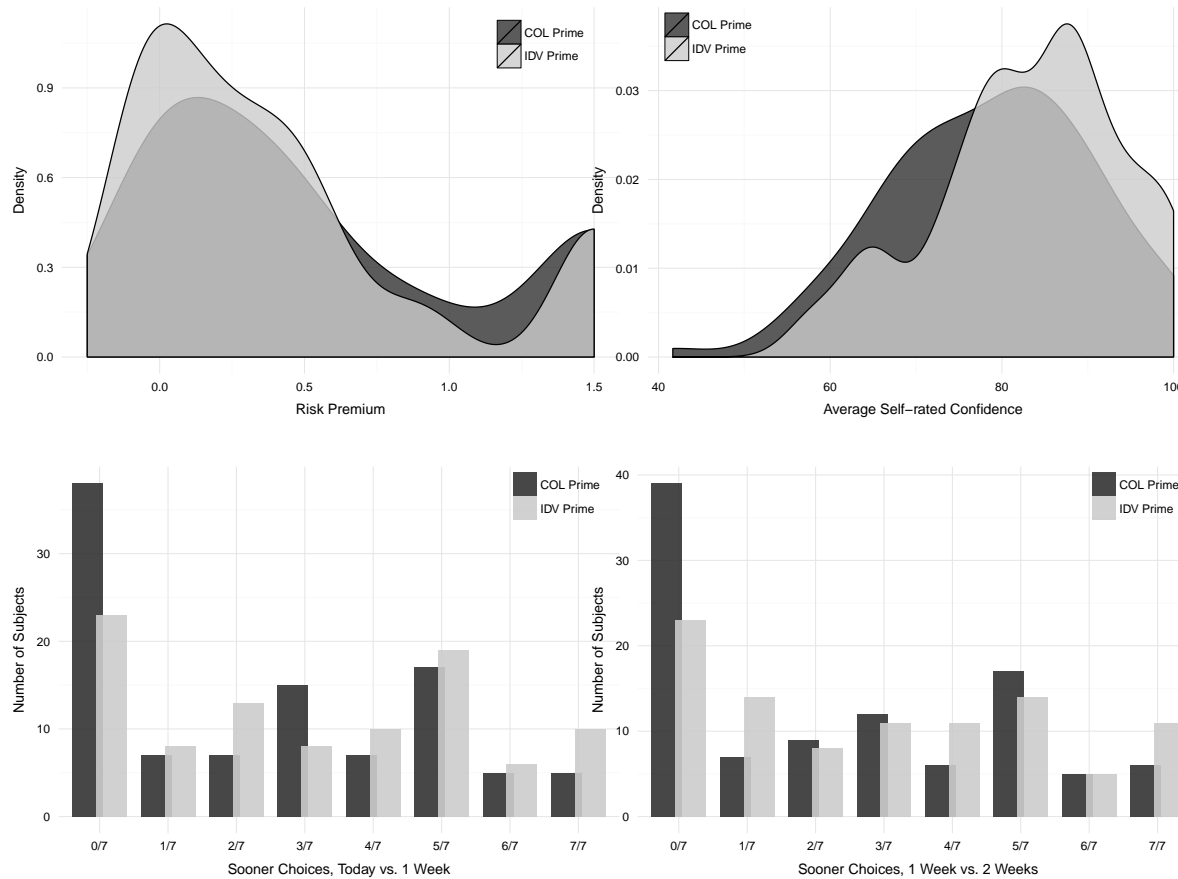 COL Prime
IDV Prime
0.9
0.6
0.3
0.0
Density
0.0 0.5 1.0 1.5
Risk Premium
COL Prime
IDV Prime
0.03
0.02
0.01
0.00
Density
40 60 80 100
Average Self−rated Confidence
COL Prime
IDV Prime
30
20
10
0
Number of Subjects
0/7 1/7 2/7 3/7 4/7 5/7 6/7 7/7
Sooner Choices, Today vs. 1 Week
COL Prime
IDV Prime
40
30
20
10
0
Number of Subjects
0/7 1/7 2/7 3/7 4/7 5/7 6/7 7/7
Sooner Choices, 1 Week vs. 2 Weeks